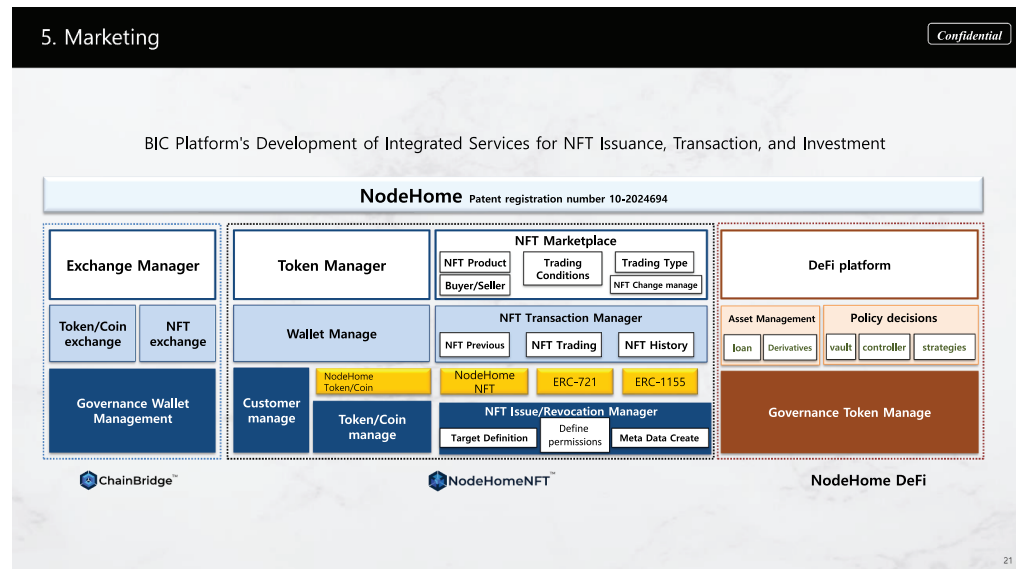 5. Marketing
Confidential
BIC Platform's Development of Integrated Services for NFT Issuance, Transaction, and Investment
NodeHome Patent registration number 10-2024694
Exchange Manager
Token/Coin
exchange
NFT
exchange
Governance Wallet
Management
ChainBridge™
Token Manager
Wallet Manage
Customer
manage
NodeHome
Token/Coin
Token/Coin
manage
NFT Marketplace
NFT Product
Buyer/Seller
Trading
Conditions
Trading Type
NFT Change manage
NFT Transaction Manager
NFT Previous
NFT Trading
NFT History
NodeHome
NFT
ERC-721
ERC-1155
NFT Issue/Revocation Manager
Target Definition
Define
permissions
Meta Data Create
NodeHomeNFT™
DeFi platform
Asset Management
loan
Derivatives
Policy decisions
vault
controller
strategies
Governance Token Manage
NodeHome DeFi
21